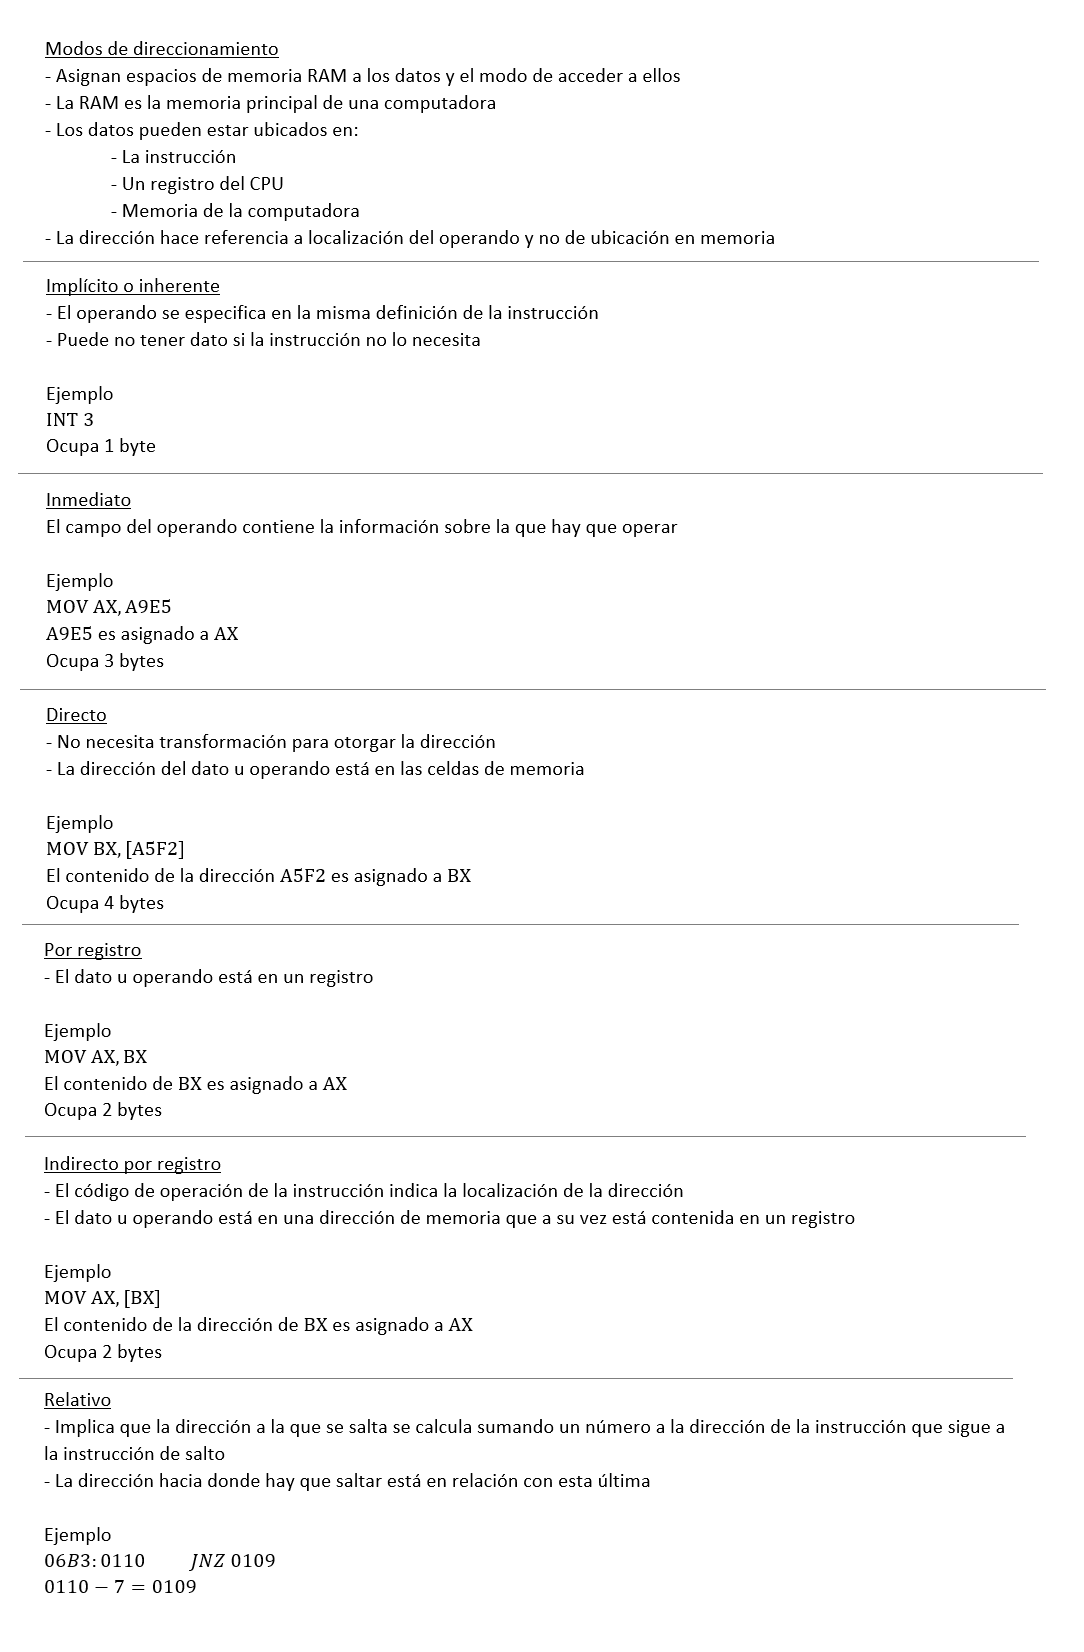 Modos de direccionamiento
- Asignan espacios de memoria RAM a los datos y el modo de acceder a ellos
- La RAM es la memoria principal de una computadora
- Los datos pueden estar ubicados en:
- La instrucción
- Un registro del CPU
- Memoria de la computadora
- La dirección hace referencia a localización del operando y no de ubicación en memoria
Implícito o inherente
- El operando se especifica en la misma definición de la instrucción
- Puede no tener dato si la instrucción no lo necesita
Ejemplo
INT 3
Ocupa 1 byte
Inmediato
El campo del operando contiene la información sobre la que hay que operar
Ejemplo
MOV AX, A9E5
A9E5 es asignado a AX
Ocupa 3 bytes
Directo
- No necesita transformación para otorgar la dirección
- La dirección del dato u operando está en las celdas de memoria
Ejemplo
MOV BX, [A5F2]
El contenido de la dirección A5F2 es asignado a BX
Ocupa 4 bytes
Por registro
- El dato u operando está en un registro
Ejemplo
MOV AX, BX
El contenido de BX es asignado a AX
Ocupa 2 bytes
Indirecto por registro
- El código de operación de la instrucción indica la localización de la dirección
- El dato u operando está en una dirección de memoria que a su vez está contenida en un registro
Ejemplo
MOV AX, [BX]
El contenido de la dirección de BX es asignado a AX
Ocupa 2 bytes
Relativo
- Implica que la dirección a la que se salta se calcula sumando un número a la dirección de la instrucción que sigue a
la instrucción de salto
- La dirección hacia donde hay que saltar está en relación con esta última
Ejemplo
06B3: 0110 JNZ 0109
0110 − 7 = 0109